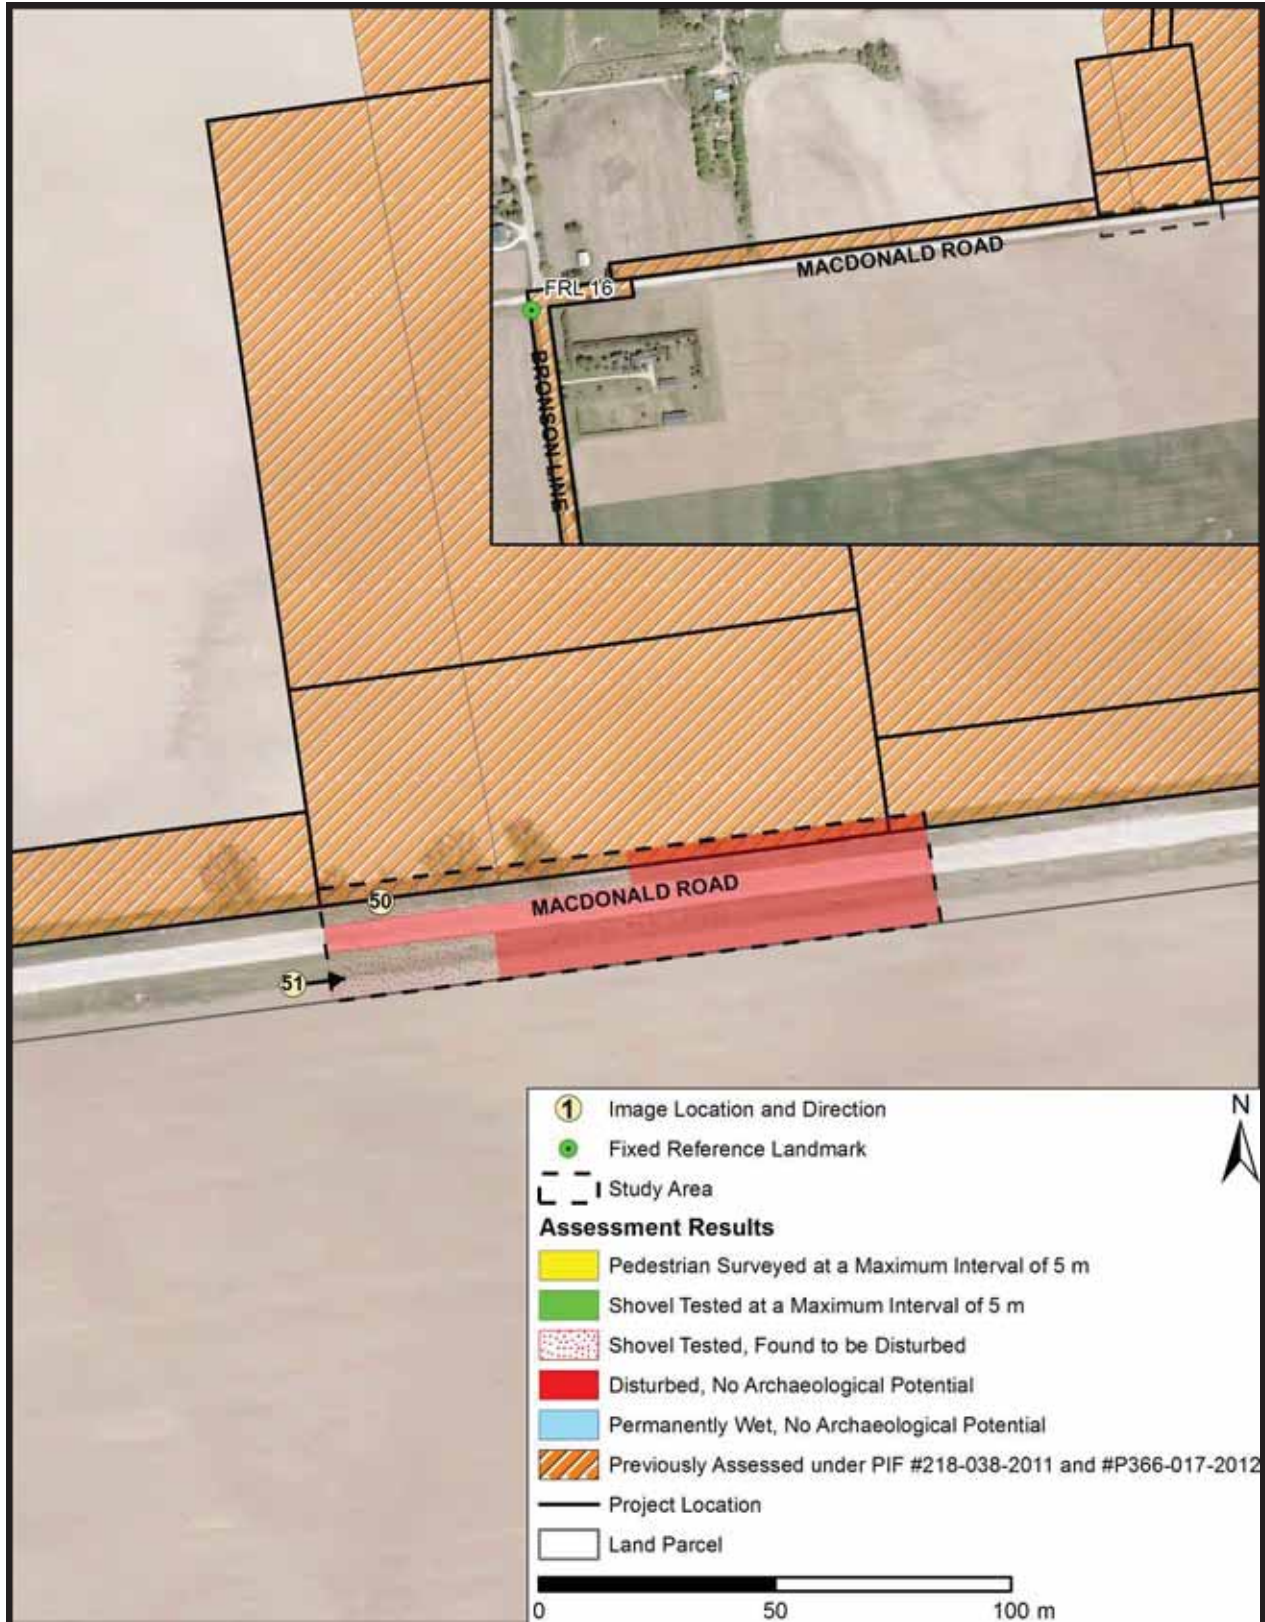 MACDONALD ROAD
FRL 16
BRONSON LINE
50
MACDONALD ROAD
51
1 Image Location and Direction
N
Fixed Reference Landmark
Study Area
Assessment Results
Pedestrian Surveyed at a Maximum Interval of 5 m
Shovel Tested at a Maximum Interval of 5 m
Shovel Tested, Found to be Disturbed
Disturbed, No Archaeological Potential
Permanently Wet, No Archaeological Potential
Previously Assessed under PIF #218-038-2011 and #P366-017-2012
Project Location
Land Parcel
0 50 100 m